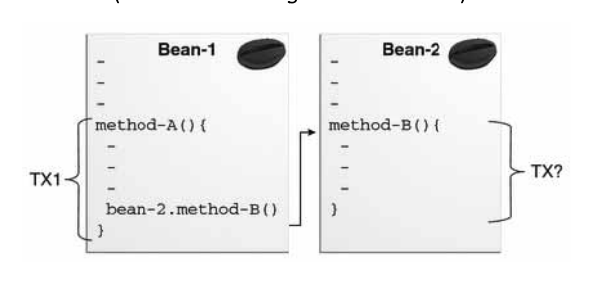 Bean-1
-
-
-
method-A(){
-
-
-
bean-2.method-B()
}
TX1
Bean-2
-
-
-
method-B(){
-
-
-
}
TX?